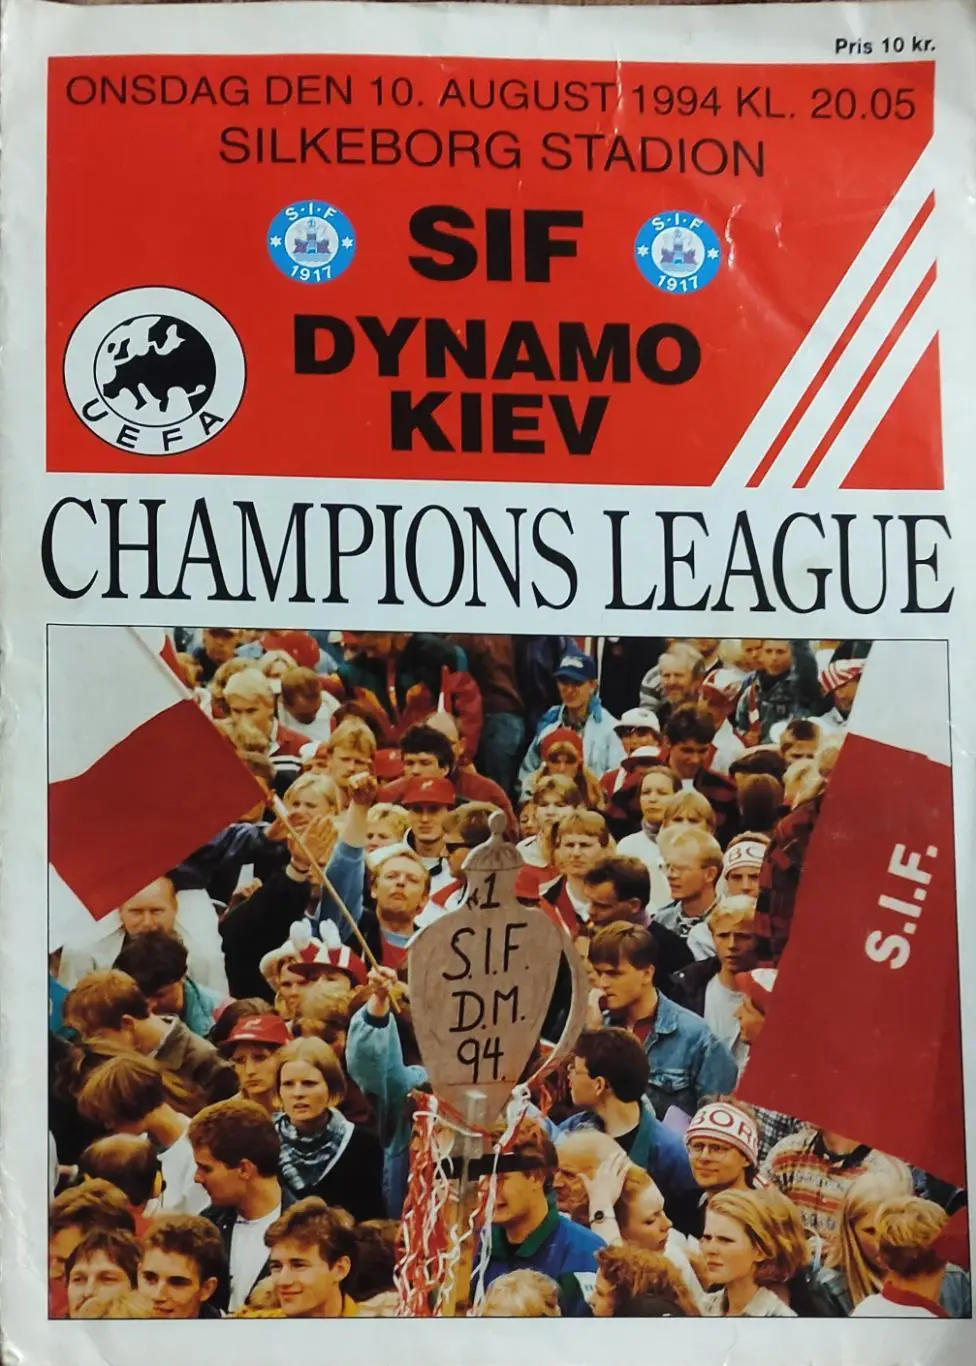 Pris 10 kr.
ONSDAG DEN 10. AUGUST 1994 KL. 20.05
SILKEBORG STADION
S·I·F
1917
SIF
S·I·F
1917
DYNAMO
KIEV
UEFA
CHAMPIONS LEAGUE
S.I.F.
1
S.I.F.
D.M.
94.